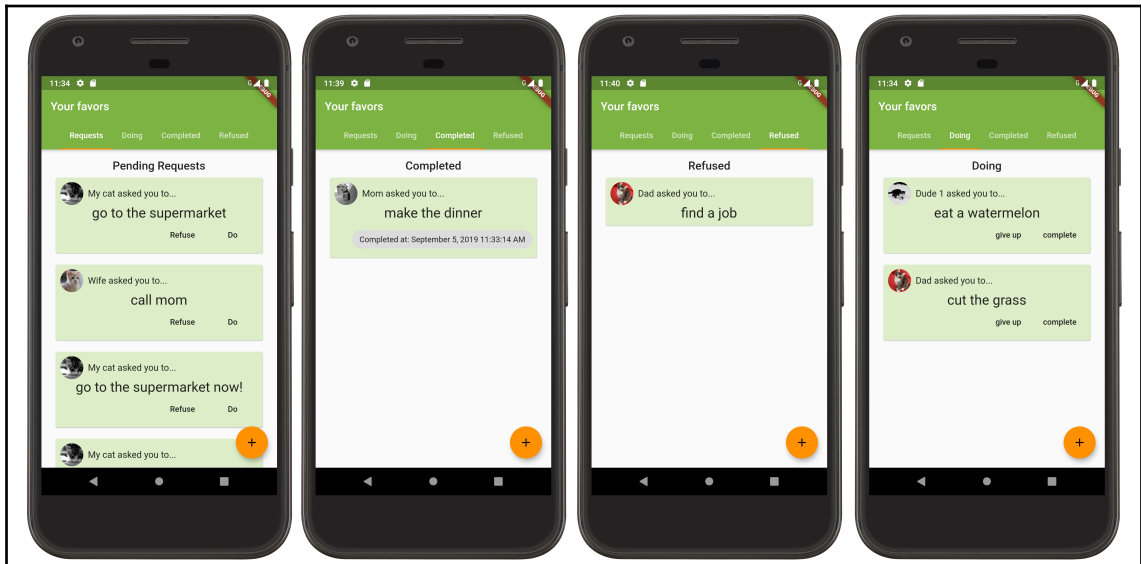 11:34
G
BUG
Your favors
Requests Doing Completed Refused
Pending Requests
My cat asked you to...
go to the supermarket
Refuse Do
Wife asked you to...
call mom
Refuse Do
My cat asked you to...
go to the supermarket now!
Refuse Do
My cat asked you to...
+
11:39
G
BUG
Your favors
Requests Doing Completed Refused
Completed
Mom asked you to...
make the dinner
Completed at: September 5, 2019 11:33:14 AM
+
11:40
G
BUG
Your favors
Requests Doing Completed Refused
Refused
Dad asked you to...
find a job
+
11:34
G
BUG
Your favors
Requests Doing Completed Refused
Doing
Dude 1 asked you to...
eat a watermelon
give up complete
Dad asked you to...
cut the grass
give up complete
+